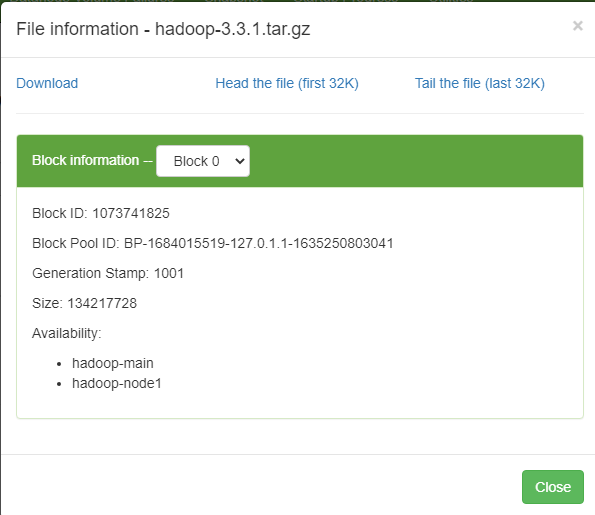 File information - hadoop-3.3.1.tar.gz ×
Download Head the file (first 32K) Tail the file (last 32K)
Block information -- Block 0
Block ID: 1073741825
Block Pool ID: BP-1684015519-127.0.1.1-1635250803041
Generation Stamp: 1001
Size: 134217728
Availability:
• hadoop-main
• hadoop-node1
Close